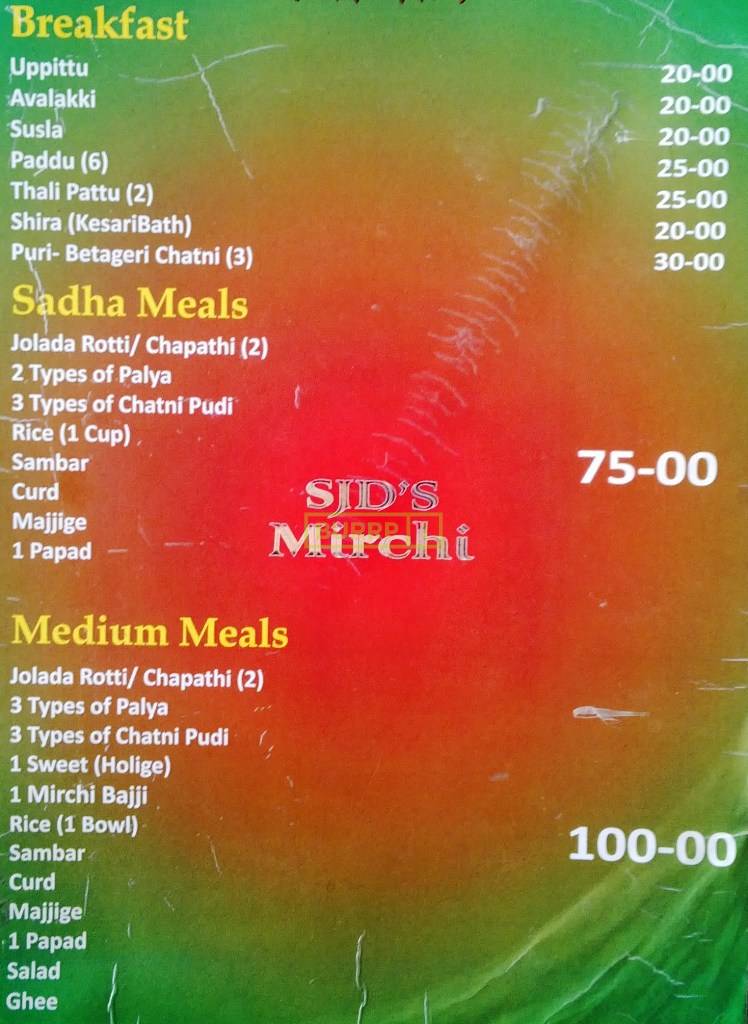 Breakfast
Uppittu 20-00
Avalakki 20-00
Susla 20-00
Paddu (6) 25-00
Thali Pattu (2) 25-00
Shira (KesariBath) 20-00
Puri- Betageri Chatni (3) 30-00
Sadha Meals
Jolada Rotti/ Chapathi (2)
2 Types of Palya
3 Types of Chatni Pudi
Rice (1 Cup)
Sambar 75-00
Curd
SJD'S
Majjige
Mirchi
1 Papad
Medium Meals
Jolada Rotti/ Chapathi (2)
3 Types of Palya
3 Types of Chatni Pudi
1 Sweet (Holige)
1 Mirchi Bajji
Rice (1 Bowl)
Sambar 100-00
Curd
Majjige
1 Papad
Salad
Ghee